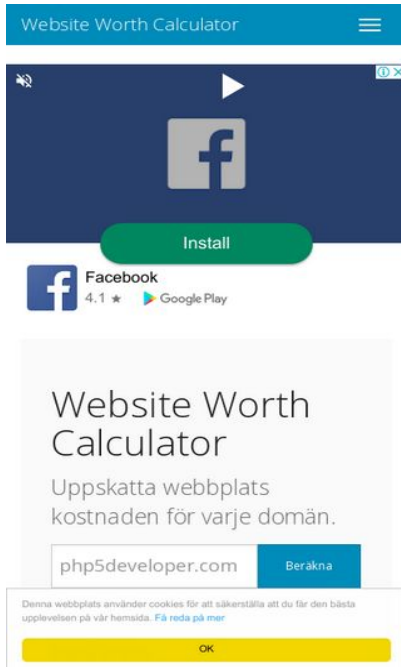 Website Worth Calculator
Install
Facebook
4.1 ★ Google Play
Website Worth
Calculator
Uppskatta webbplats
kostnaden för varje domän.
php5developer.com
Beräkna
Denna webbplats använder cookies för att säkerställa att du får den bästa
upplevelsen på vår hemsida. Få reda på mer
OK